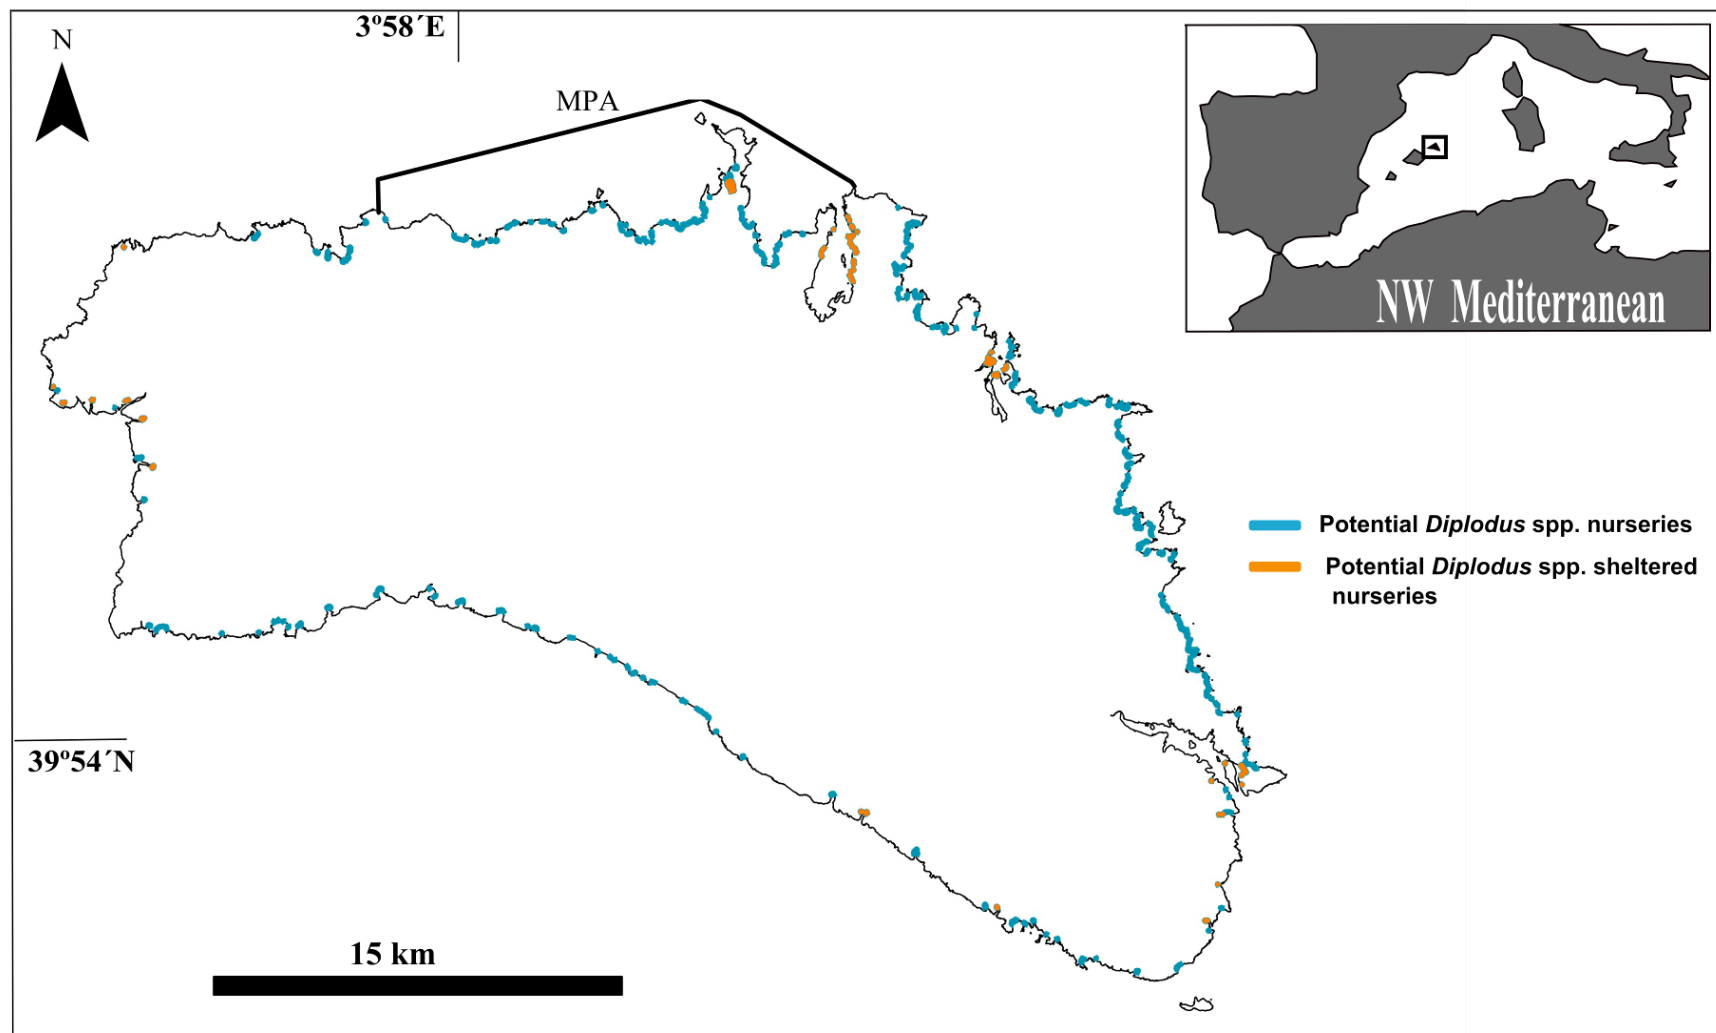 3º58´E
N
MPA
NW Mediterranean
Potential Diplodus spp. nurseries
Potential Diplodus spp. sheltered
nurseries
39º54´N
15 km